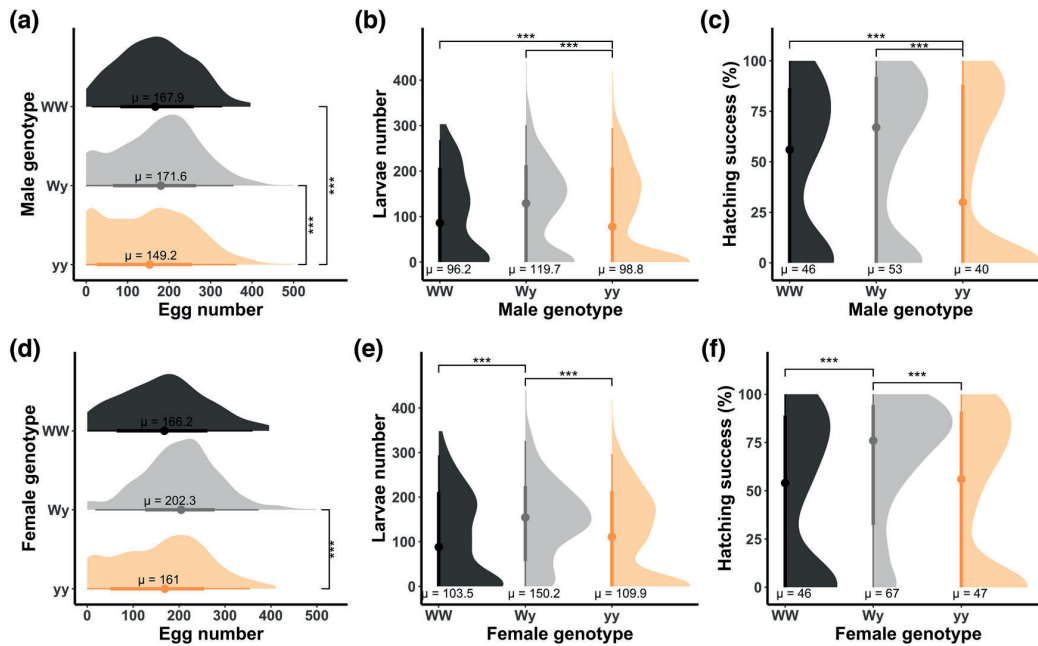 (a)
Male genotype
WW
Wy
yy
μ = 167.9
μ = 171.6
μ = 149.2
***
***
0 100 200 300 400 500
Egg number
(b)
Larvae number
400
300
200
100
0
***
***
μ = 96.2 μ = 119.7 μ = 98.8
WW Wy yy
Male genotype
(c)
Hatching success (%)
100
75
50
25
0
***
***
μ = 46 μ = 53 μ = 40
WW Wy yy
Male genotype
(d)
Female genotype
WW
Wy
yy
μ = 166.2
μ = 202.3
μ = 161
***
0 100 200 300 400 500
Egg number
(e)
Larvae number
400
300
200
100
0
***
***
μ = 103.5 μ = 150.2 μ = 109.9
WW Wy yy
Female genotype
(f)
Hatching success (%)
100
75
50
25
0
***
***
μ = 46 μ = 67 μ = 47
WW Wy yy
Female genotype